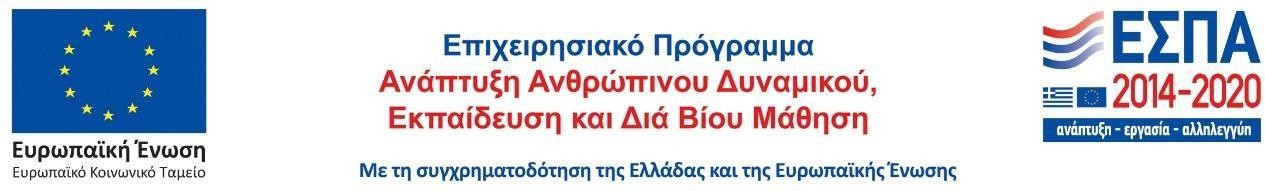 Ευρωπαϊκή Ένωση
Ευρωπαϊκό Κοινωνικό Ταμείο
Επιχειρησιακό Πρόγραμμα
Ανάπτυξη Ανθρώπινου Δυναμικού,
Εκπαίδευση και Διά Βίου Μάθηση
Με τη συγχρηματοδότηση της Ελλάδας και της Ευρωπαϊκής Ένωσης
ΕΣΠΑ
2014-2020
ανάπτυξη - εργασία - αλληλεγγύη